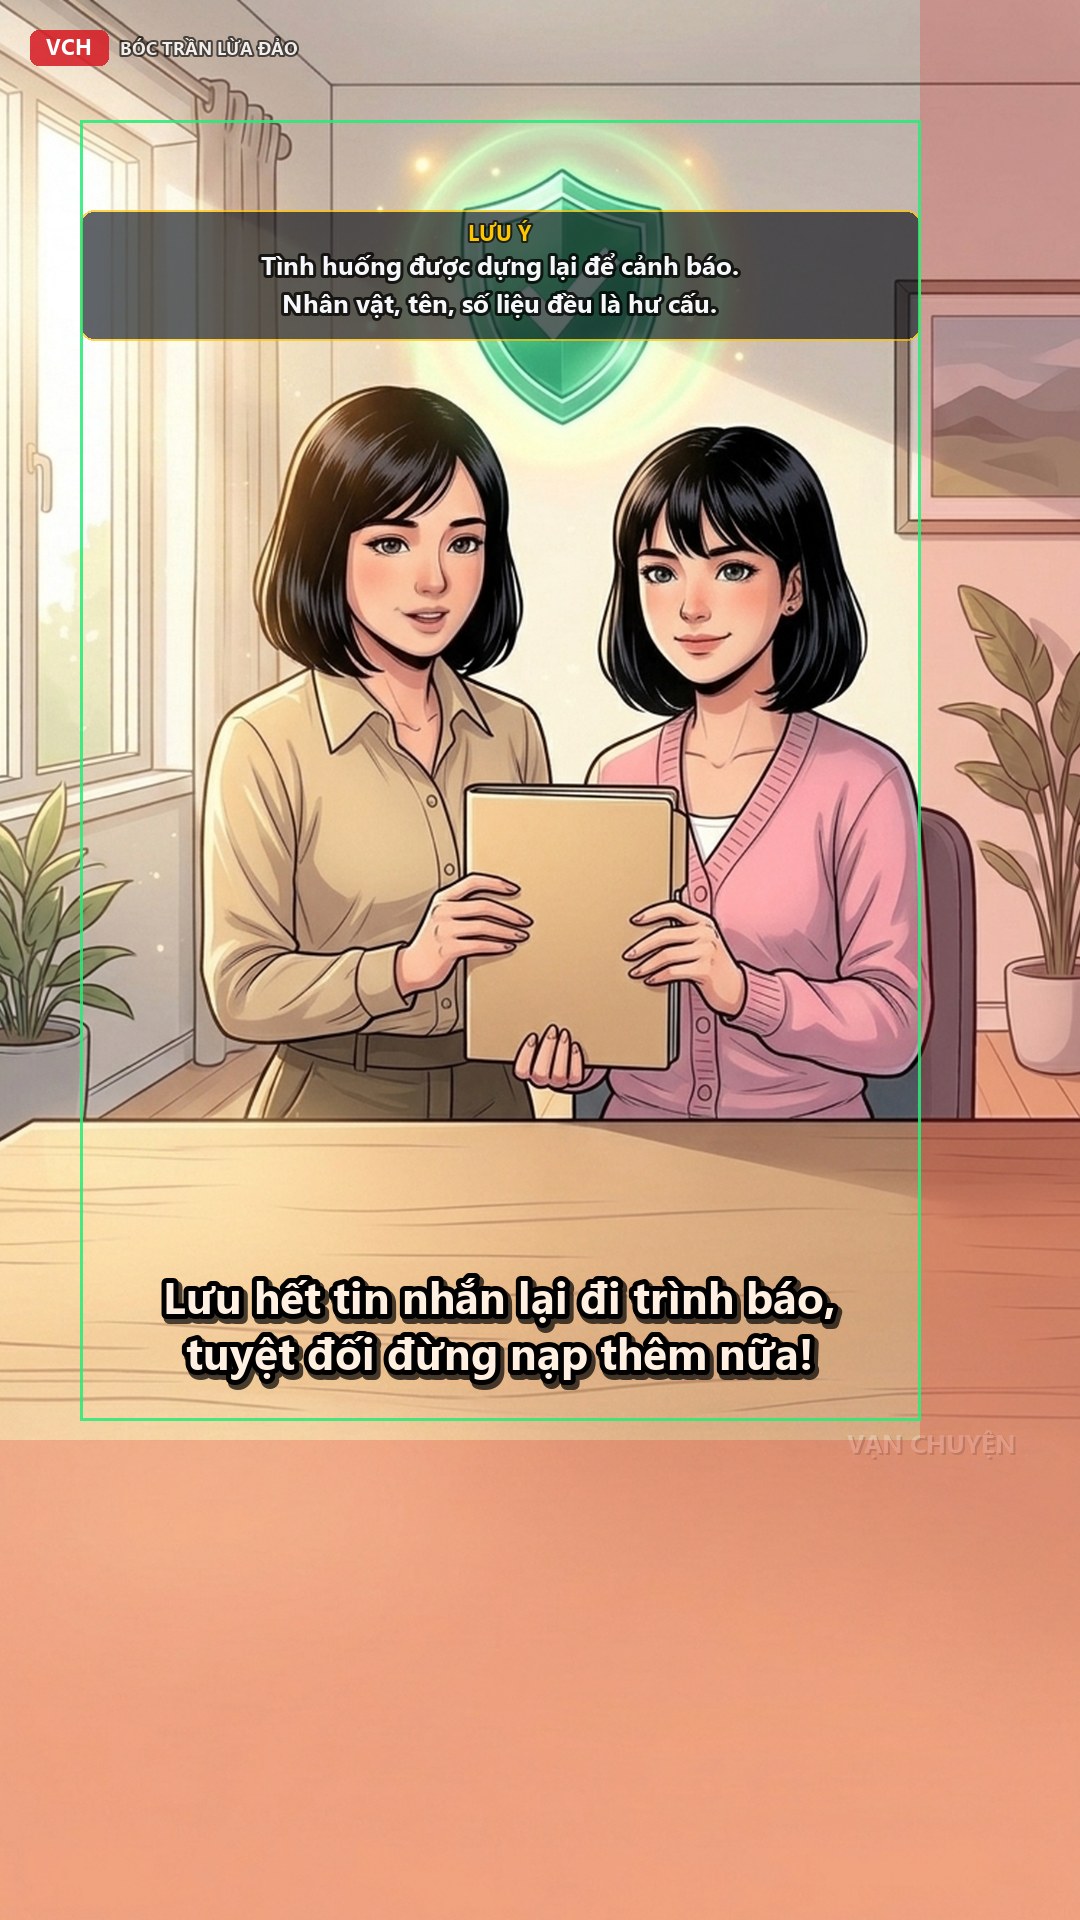 VCH BÓC TRẦN LỪA ĐẢO
LƯU Ý
Tình huống được dựng lại để cảnh báo.
Nhân vật, tên, số liệu đều là hư cấu.
Lưu hết tin nhắn lại đi trình báo,
tuyệt đối đừng nạp thêm nữa!
VẠN CHUYỆN